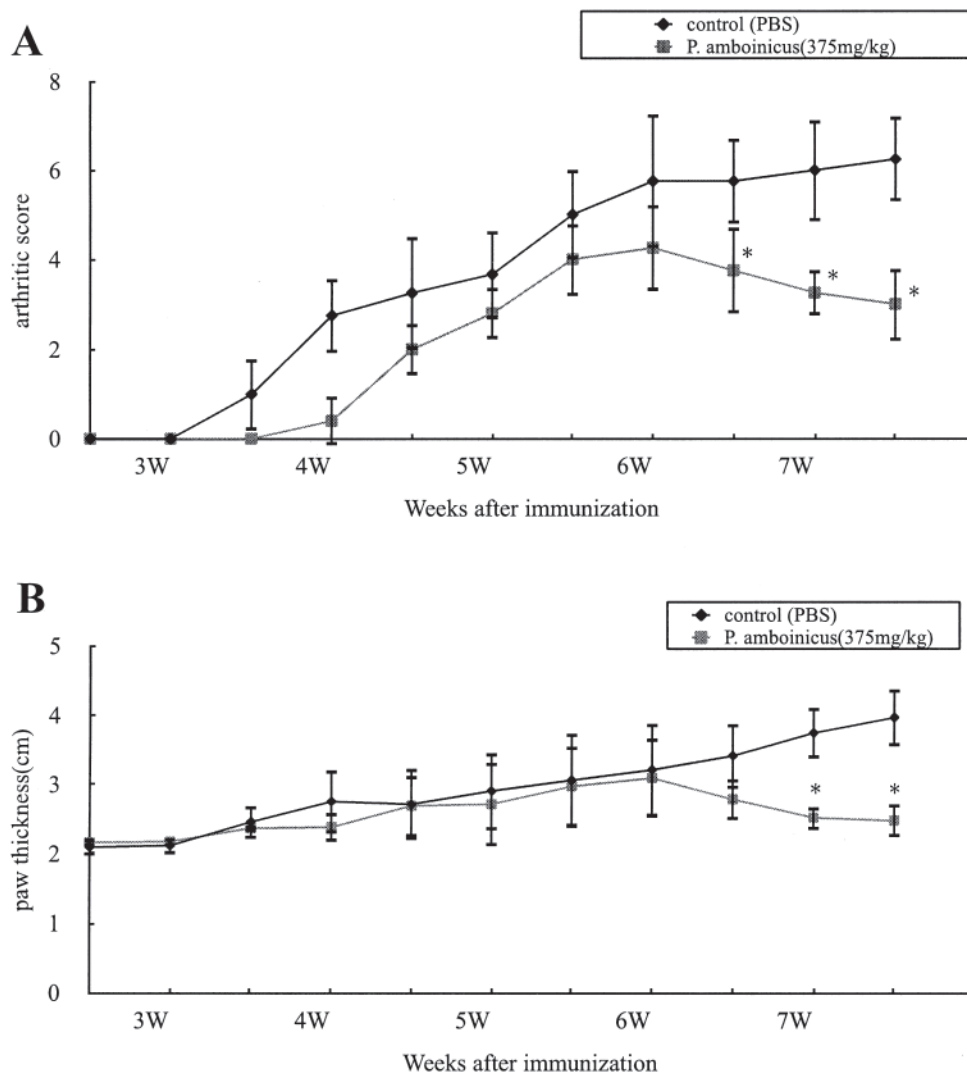 A
control (PBS)
P. amboinicus(375mg/kg)
8
6
4
2
0
arthritic score
*
*
*
3W 4W 5W 6W 7W
Weeks after immunization
B
control (PBS)
P. amboinicus(375mg/kg)
5
4
3
2
1
0
paw thickness(cm)
* *
3W 4W 5W 6W 7W
Weeks after immunization